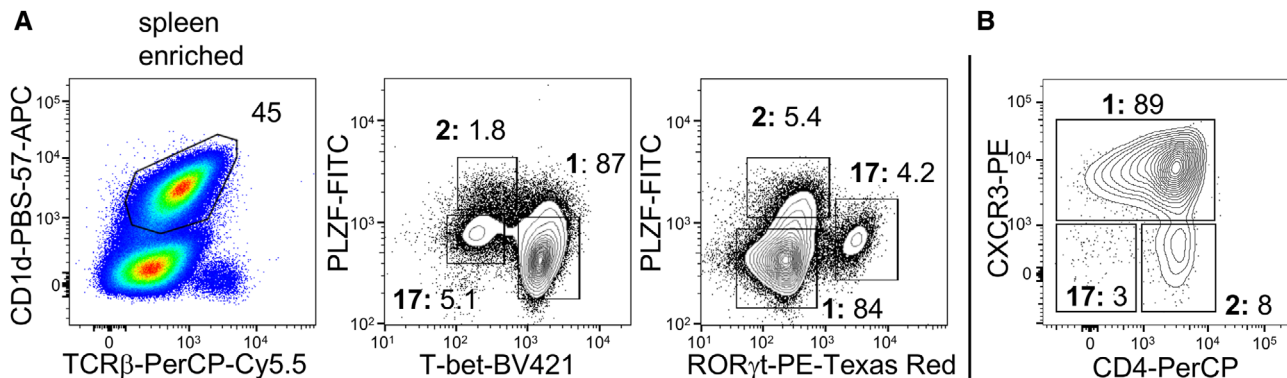 A
spleen
enriched
CD1d-PBS-57-APC
10⁵
10⁴
10³
0
45
0 10³ 10⁴
TCRβ-PerCP-Cy5.5
PLZF-FITC
10⁴
10³
10²
2: 1.8
1: 87
17: 5.1
10² 10³ 10⁴
T-bet-BV421
PLZF-FITC
10⁴
10³
10²
2: 5.4
17: 4.2
1: 84
10² 10³ 10⁴
RORγt-PE-Texas Red
B
CXCR3-PE
10⁵
10⁴
10³
0
1: 89
17: 3
2: 8
0 10³ 10⁴ 10⁵
CD4-PerCP